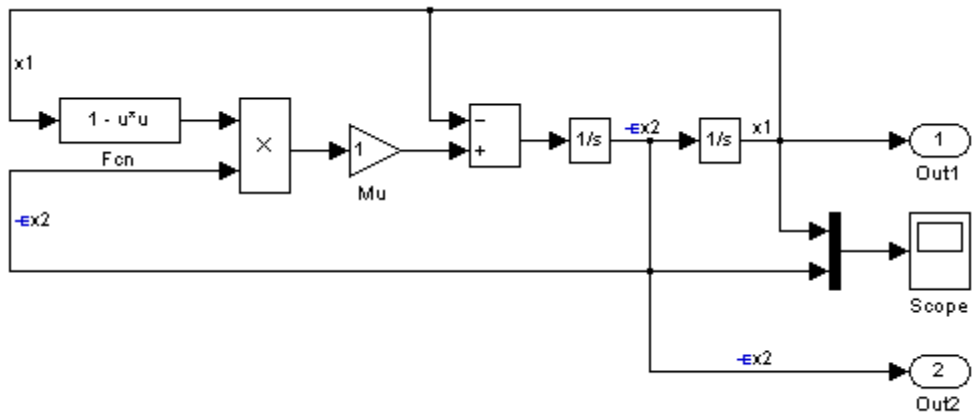 x1
1 - u*u
Fcn
×
1
Mu
−
+
1/s
x2
1/s
x1
1
Out1
x2
Scope
x2
2
Out2